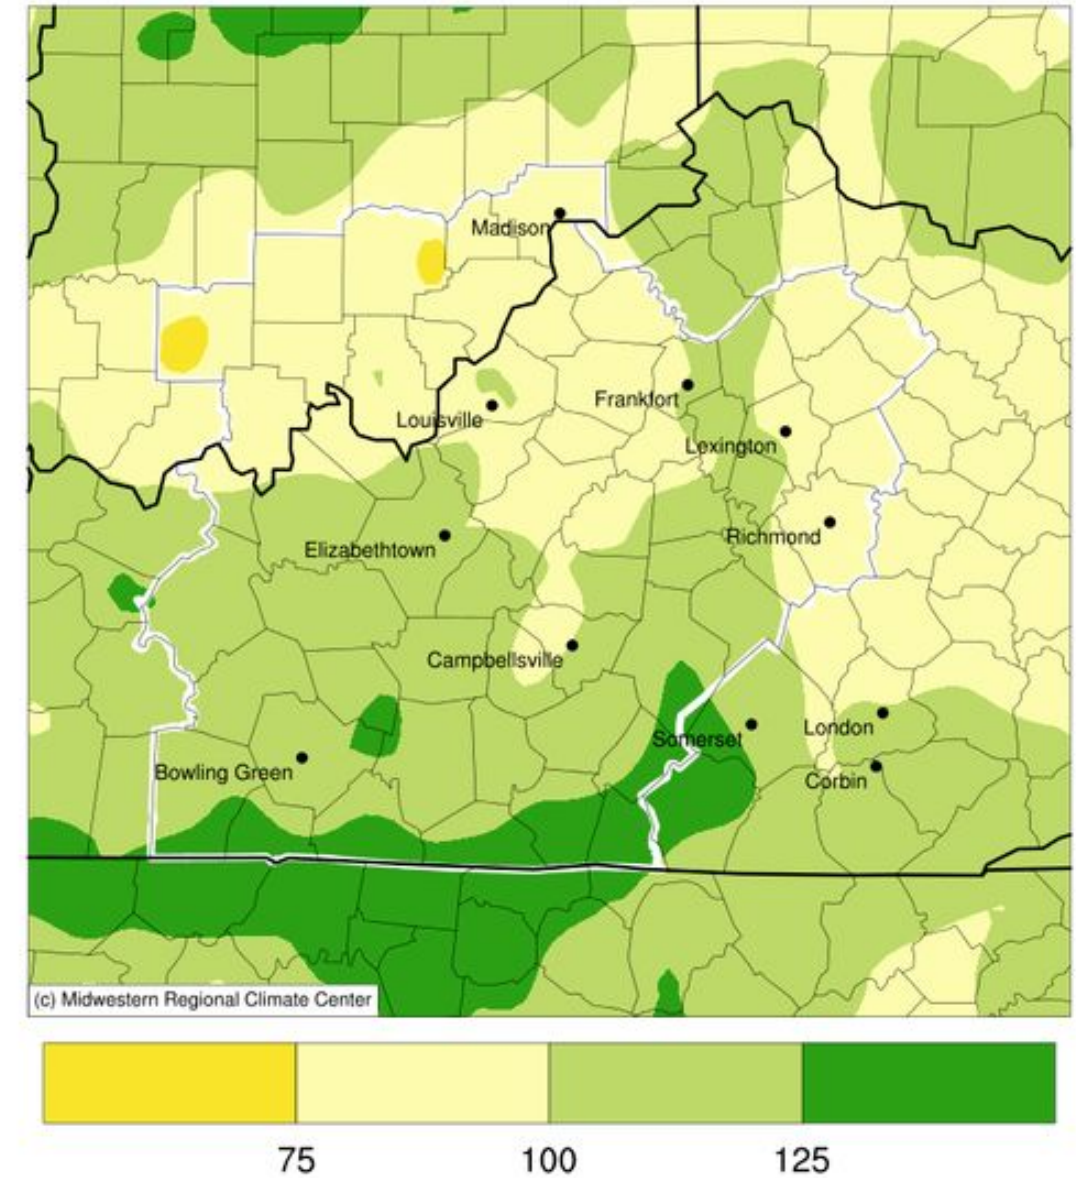 Madison
Frankfort
Louisville
Lexington
Richmond
Elizabethtown
Campbellsville
London
Somerset
Bowling Green
Corbin
(c) Midwestern Regional Climate Center
75 100 125